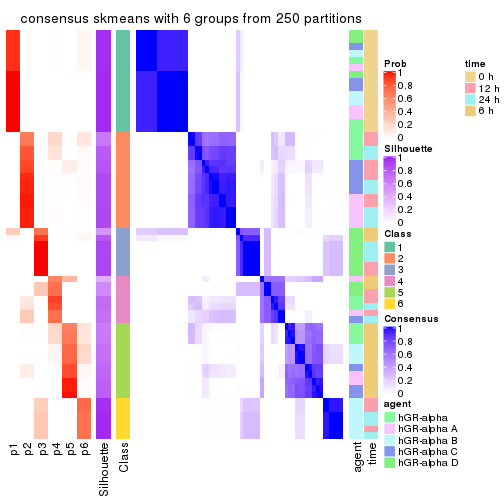 consensus skmeans with 6 groups from 250 partitions
Prob
1
0.8
0.6
0.4
0.2
0
time
0 h
12 h
24 h
6 h
Silhouette
1
0.8
0.6
0.4
0.2
0
Class
1
2
3
4
5
6
Consensus
1
0.8
0.6
0.4
0.2
0
agent
hGR-alpha
hGR-alpha A
hGR-alpha B
hGR-alpha C
hGR-alpha D
p1
p2
p3
p4
p5
p6
Silhouette
Class
agent
time